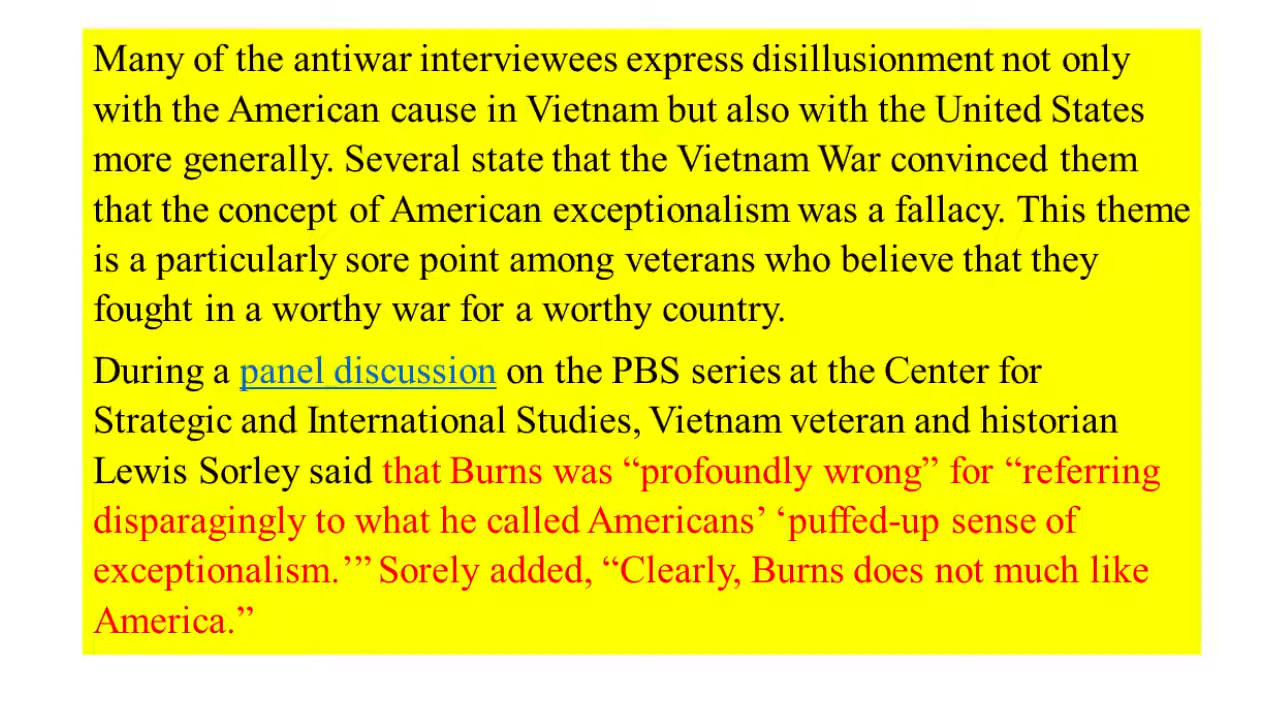 Many of the antiwar interviewees express disillusionment not only
with the American cause in Vietnam but also with the United States
more generally. Several state that the Vietnam War convinced them
that the concept of American exceptionalism was a fallacy. This theme
is a particularly sore point among veterans who believe that they
fought in a worthy war for a worthy country.
During a panel discussion on the PBS series at the Center for
Strategic and International Studies, Vietnam veteran and historian
Lewis Sorley said that Burns was “profoundly wrong” for “referring
disparagingly to what he called Americans’ ‘puffed-up sense of
exceptionalism.’” Sorely added, “Clearly, Burns does not much like
America.”